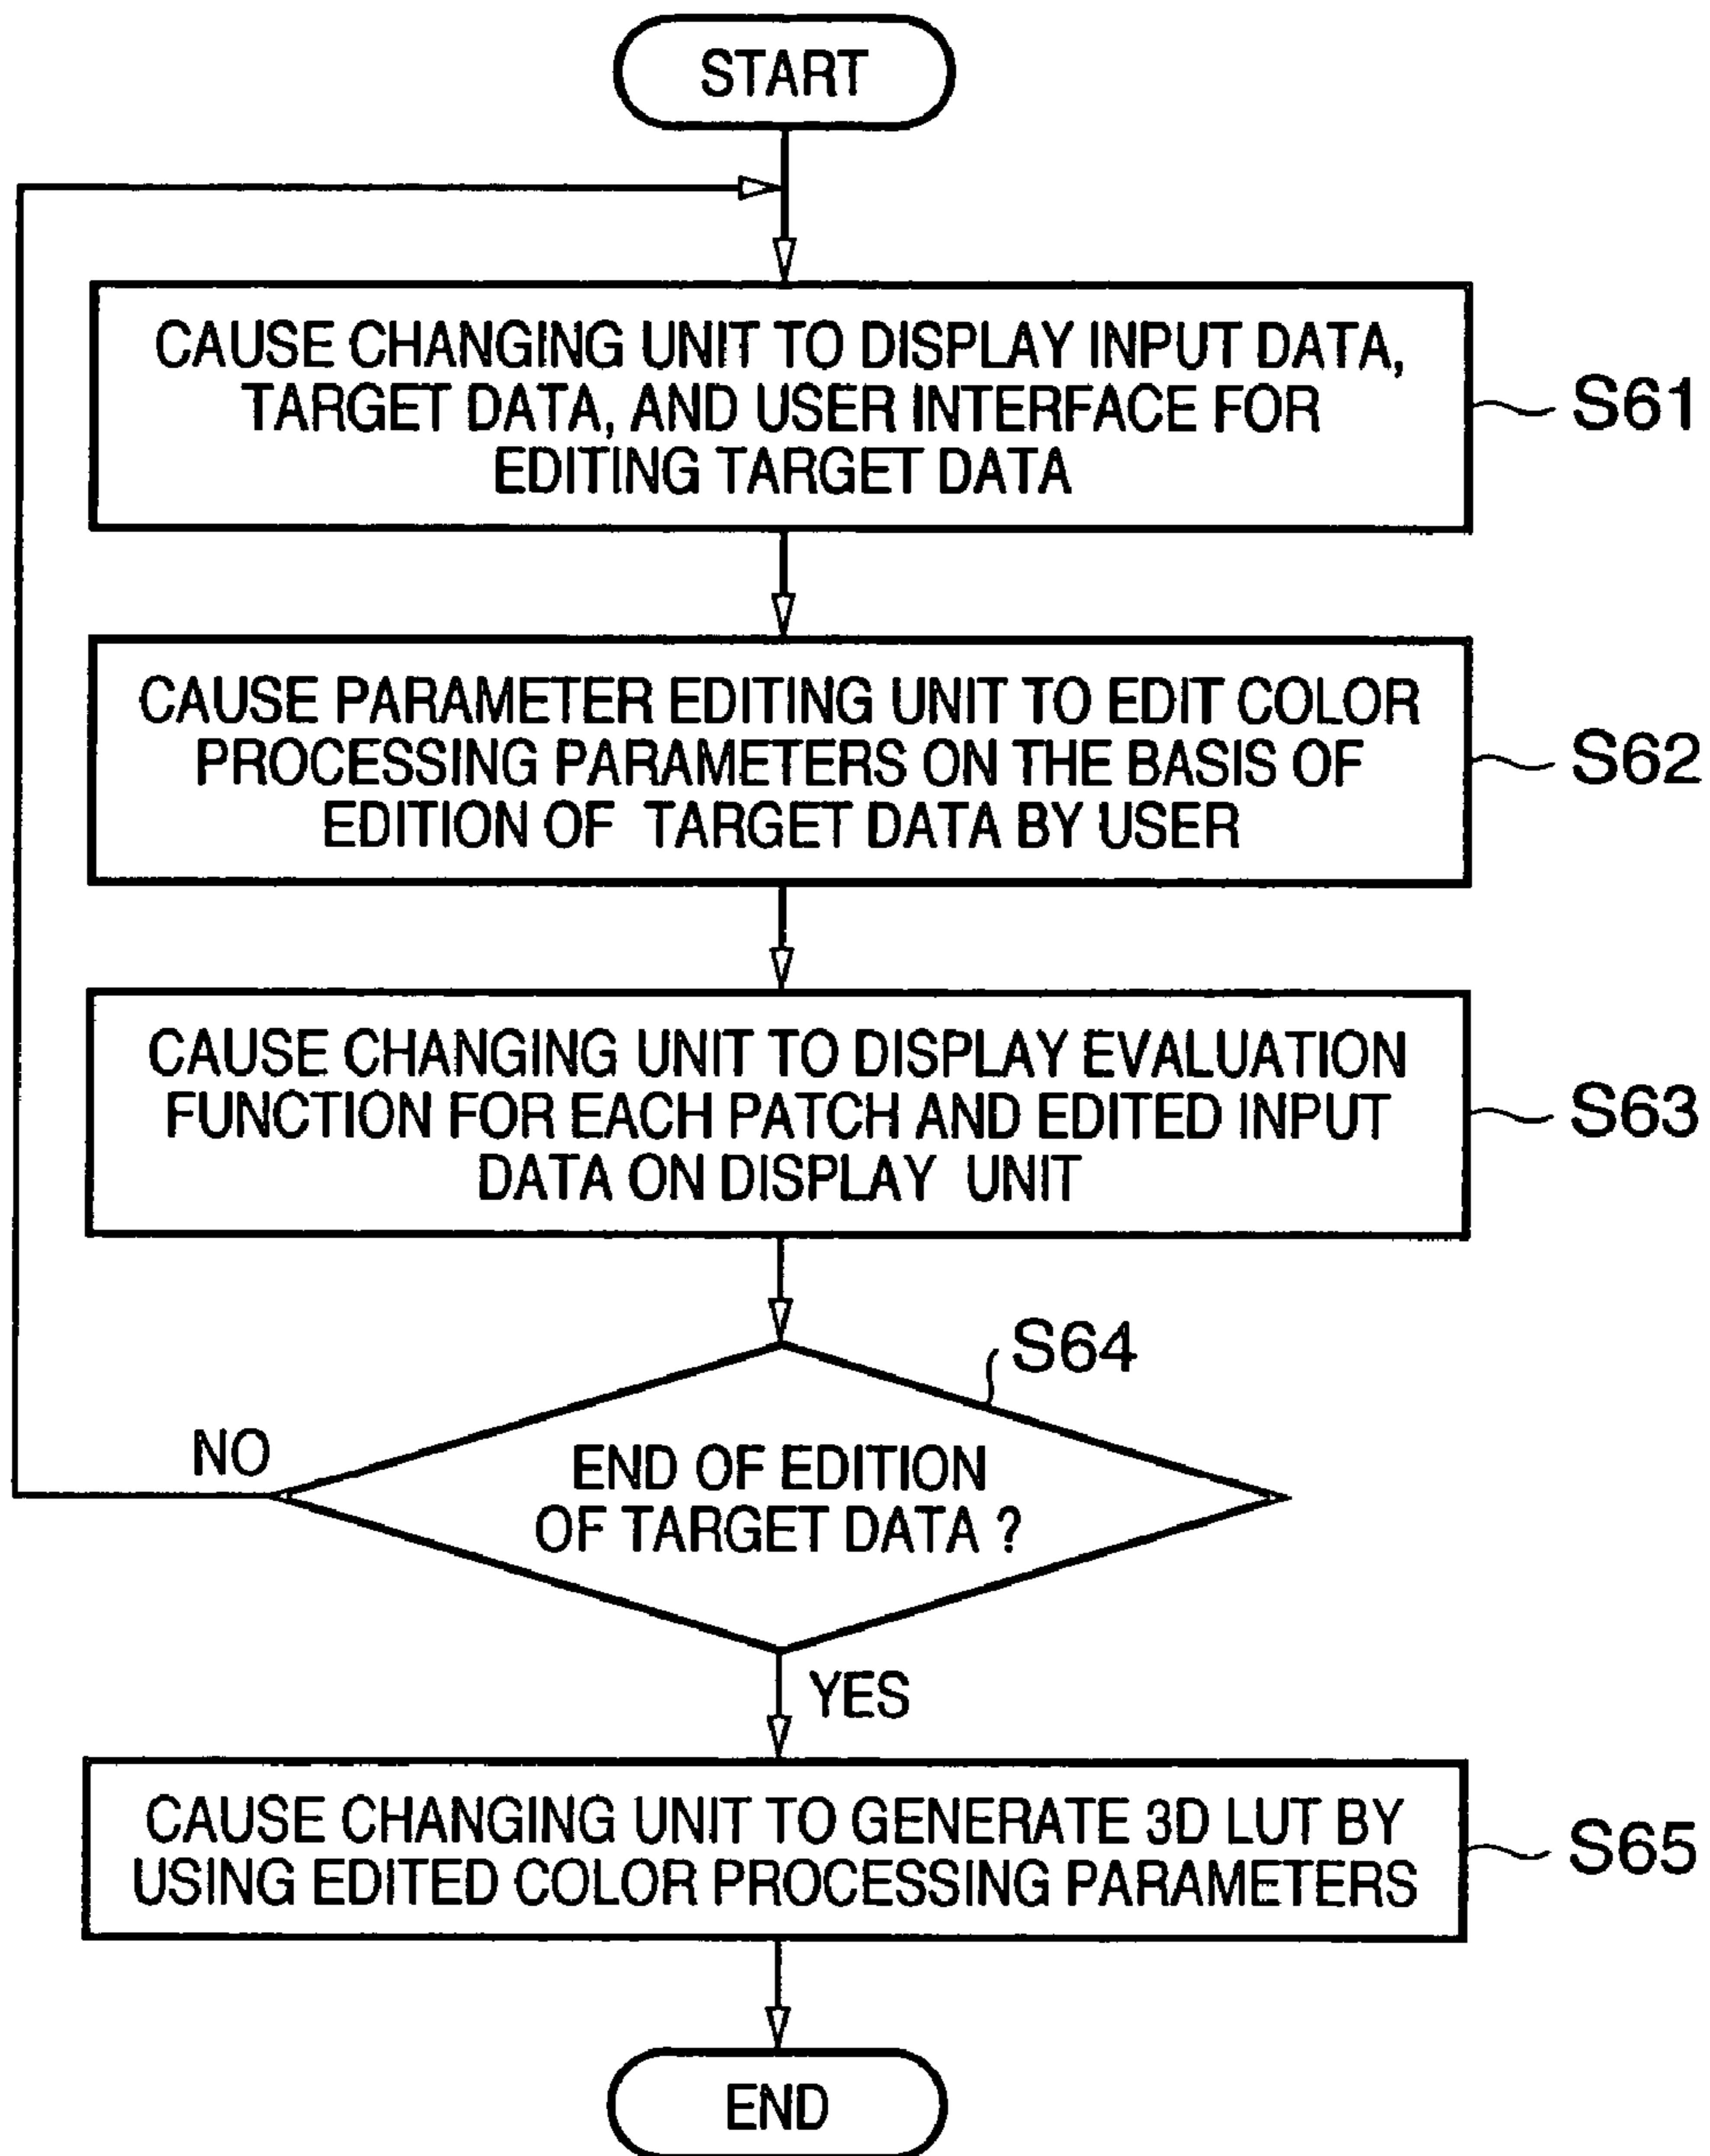 START
CAUSE CHANGING UNIT TO DISPLAY INPUT DATA,
TARGET DATA, AND USER INTERFACE FOR
EDITING TARGET DATA
S61
CAUSE PARAMETER EDITING UNIT TO EDIT COLOR
PROCESSING PARAMETERS ON THE BASIS OF
EDITION OF TARGET DATA BY USER
S62
CAUSE CHANGING UNIT TO DISPLAY EVALUATION
FUNCTION FOR EACH PATCH AND EDITED INPUT
DATA ON DISPLAY UNIT
S63
S64
NO
END OF EDITION
OF TARGET DATA ?
YES
CAUSE CHANGING UNIT TO GENERATE 3D LUT BY
USING EDITED COLOR PROCESSING PARAMETERS
S65
END